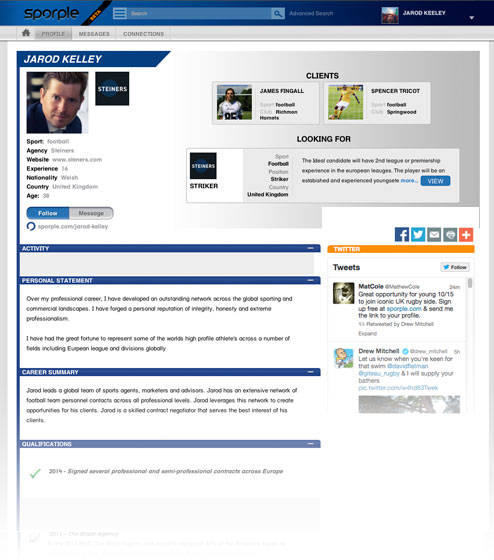 sporple BETA
Search
Advanced Search
JAROD KEELEY
PROFILE
MESSAGES
CONNECTIONS
JAROD KELLEY
STEINERS
Sport: football
Agency Steiners
Website www.steners.com
Experience 16
Nationality Welsh
Country United Kingdom
Age: 38
Follow
Message
sporple.com/jarod-kelley
CLIENTS
JAMES FINGALL
Sport football
Club Richmon
Hornets
SPENCER TRICOT
Sport football
Club Springwood
LOOKING FOR
STEINERS
STRIKER
Sport
Football
Position
Striker
Country
United Kingdom
The Ideal candidate will have 2nd league or premiership
experience in the european leauges. The player will be an
established and experienced youngsete more...
VIEW
ACTIVITY
PERSONAL STATEMENT
Over my professional career, I have developed an outstanding network across the global sporting and
commercial landscapes. I have forged a personal reputation of integrity, honesty and extreme
professionalism.
I have had the great fortune to represent some of the worlds high profile athlete's across a number of
fields including Eurpean league and divisions globally
CAREER SUMMARY
Jarod leads a global team of sports agents, marketers and advisors. Jarod has an extensive network of
football team personnel contacts across all professional levels. Jarod leverages this network to create
opportunities for his clients. Jarod is a skilled contract negotiator that serves the best interest of his
clients.
QUALIFICATIONS
2014 - Signed several professional and semi-professional contracts across Europe
TWITTER
Tweets
Follow
MatCole @MathewCole 24m
Great opportunity for young 10/15
to join iconic UK rugby side. Sign
up free at sporple.com & send me
the link to your profile.
Retweeted by Drew Mitchell
Expand
Drew Mitchell @drew_mitchell 5h
Let us know when you're keen for
that swim @davidflatman
@giteau_rugby & I will supply your
bathers
pic.twitter.com/w4hd83Twek